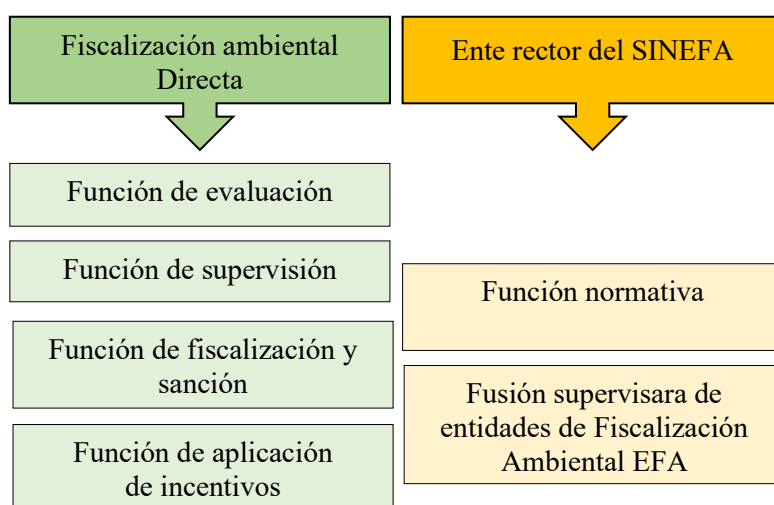 Fiscalización ambiental
Directa
Función de evaluación
Función de supervisión
Función de fiscalización y
sanción
Función de aplicación
de incentivos
Ente rector del SINEFA
Función normativa
Fusión supervisara de
entidades de Fiscalización
Ambiental EFA